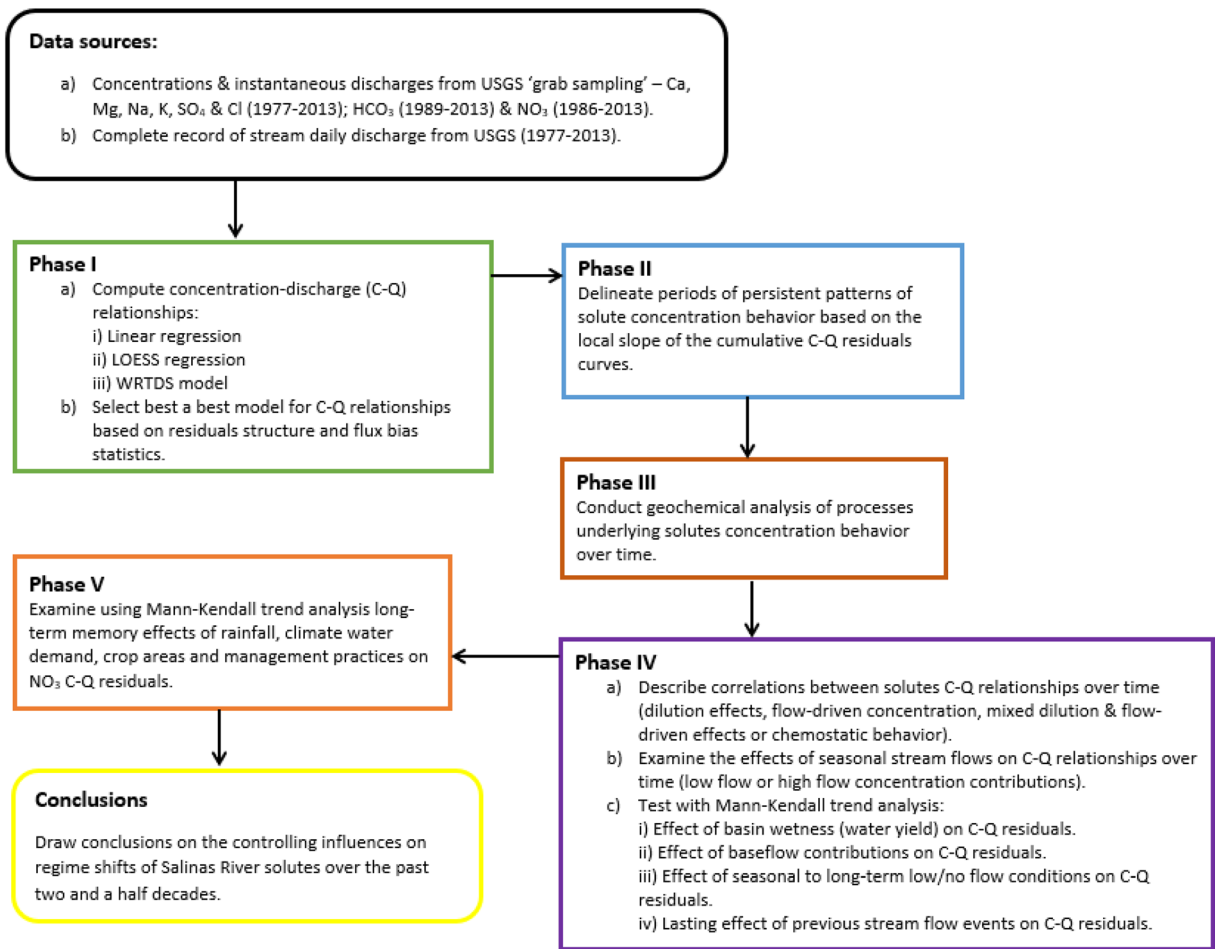 Data sources:
a) Concentrations & instantaneous discharges from USGS ‘grab sampling’ – Ca,
Mg, Na, K, SO₄ & Cl (1977-2013); HCO₃ (1989-2013) & NO₃ (1986-2013).
b) Complete record of stream daily discharge from USGS (1977-2013).
Phase I
a) Compute concentration-discharge (C-Q)
relationships:
i) Linear regression
ii) LOESS regression
iii) WRTDS model
b) Select best a best model for C-Q relationships
based on residuals structure and flux bias
statistics.
Phase II
Delineate periods of persistent patterns of
solute concentration behavior based on the
local slope of the cumulative C-Q residuals
curves.
Phase III
Conduct geochemical analysis of processes
underlying solutes concentration behavior
over time.
Phase IV
a) Describe correlations between solutes C-Q relationships over time
(dilution effects, flow-driven concentration, mixed dilution & flow-
driven effects or chemostatic behavior).
b) Examine the effects of seasonal stream flows on C-Q relationships over
time (low flow or high flow concentration contributions).
c) Test with Mann-Kendall trend analysis:
i) Effect of basin wetness (water yield) on C-Q residuals.
ii) Effect of baseflow contributions on C-Q residuals.
iii) Effect of seasonal to long-term low/no flow conditions on C-Q
residuals.
iv) Lasting effect of previous stream flow events on C-Q residuals.
Phase V
Examine using Mann-Kendall trend analysis long-
term memory effects of rainfall, climate water
demand, crop areas and management practices on
NO₃ C-Q residuals.
Conclusions
Draw conclusions on the controlling influences on
regime shifts of Salinas River solutes over the past
two and a half decades.